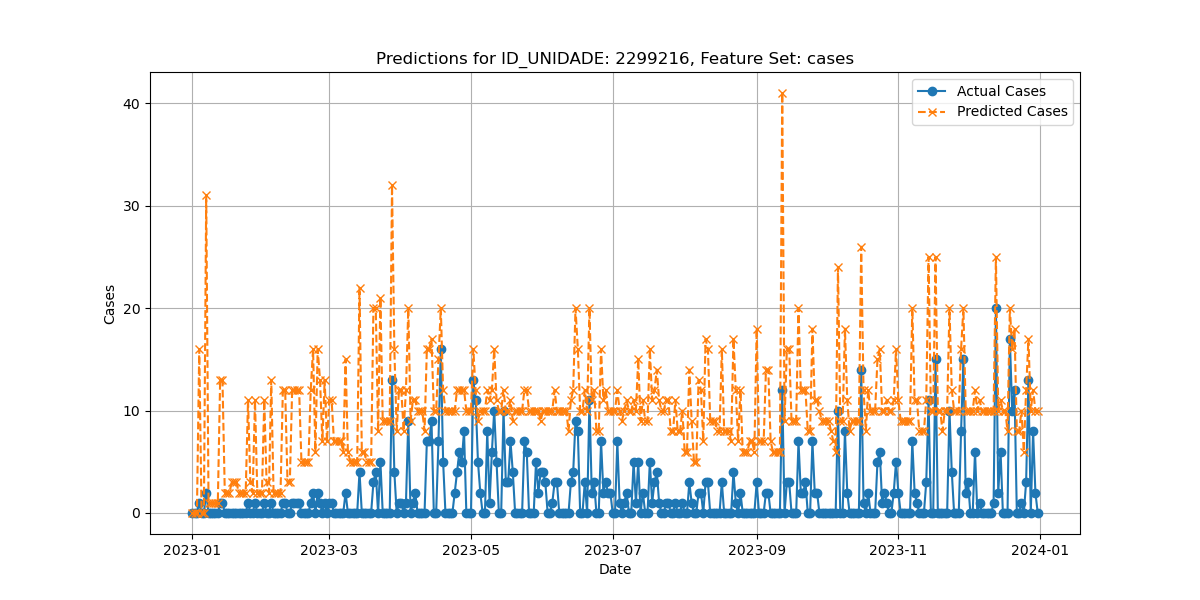 Predictions for ID_UNIDADE: 2299216, Feature Set: cases
Actual Cases
Predicted Cases
Cases
40
30
20
10
0
2023-01
2023-03
2023-05
2023-07
2023-09
2023-11
2024-01
Date